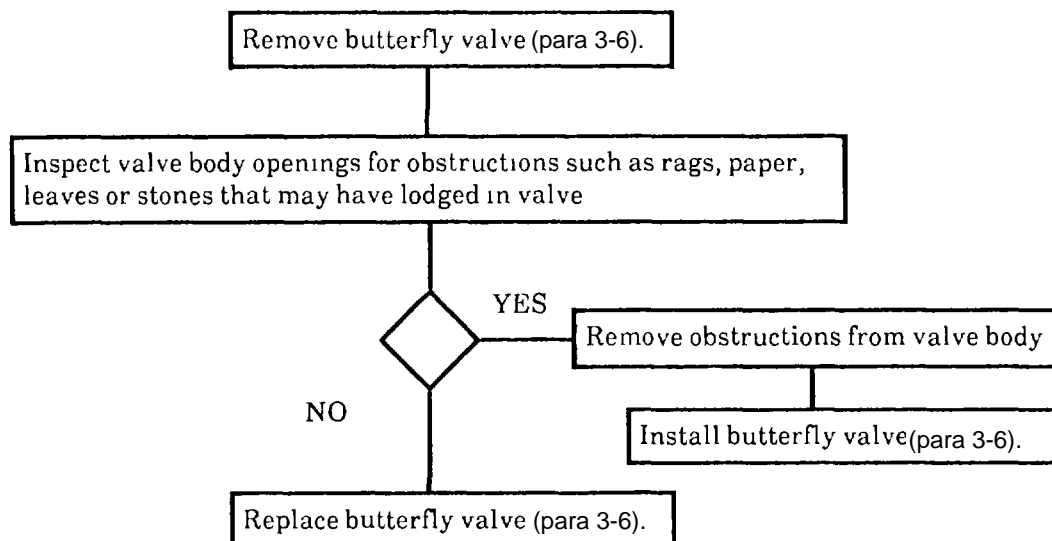 Remove butterfly valve (para 3-6).
Inspect valve body openings for obstructions such as rags, paper,
leaves or stones that may have lodged in valve
YES
Remove obstructions from valve body
NO
Install butterfly valve (para 3-6).
Replace butterfly valve (para 3-6).